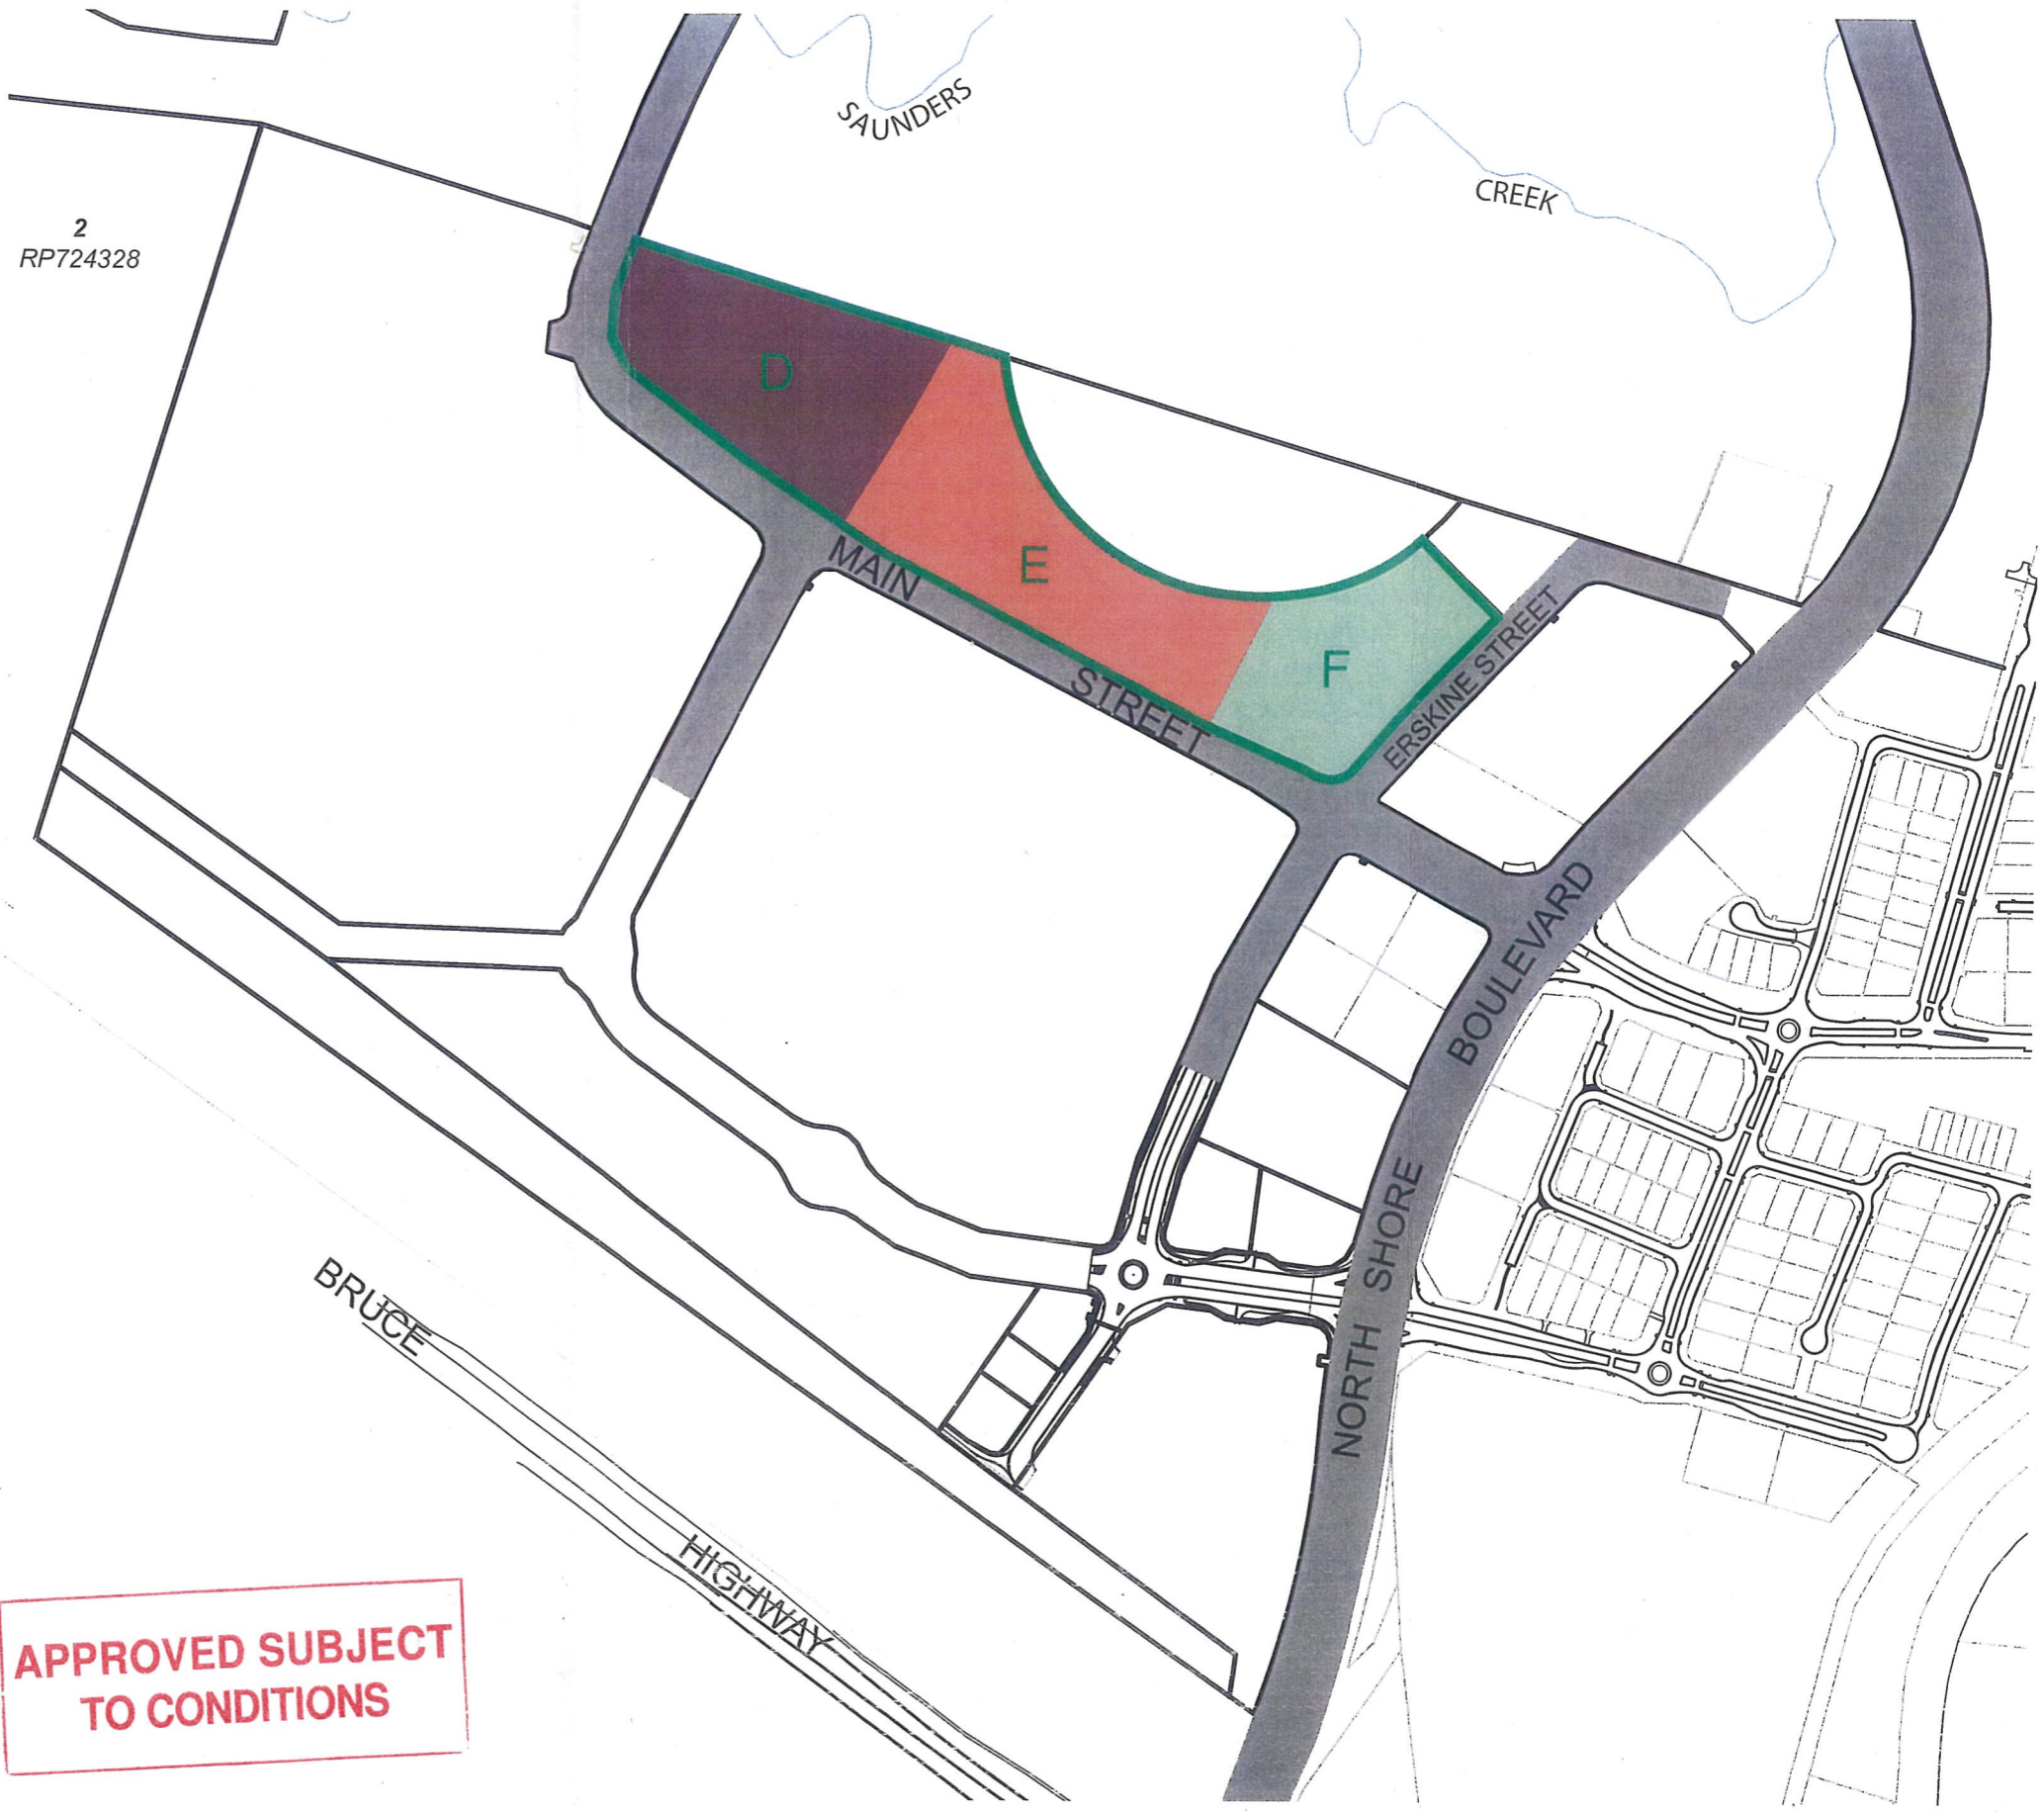 SAUNDERS
CREEK
2
RP724328
D
E
F
MAIN
STREET
ERSKINE STREET
NORTH SHORE BOULEVARD
BRUCE
HIGHWAY
APPROVED SUBJECT
TO CONDITIONS